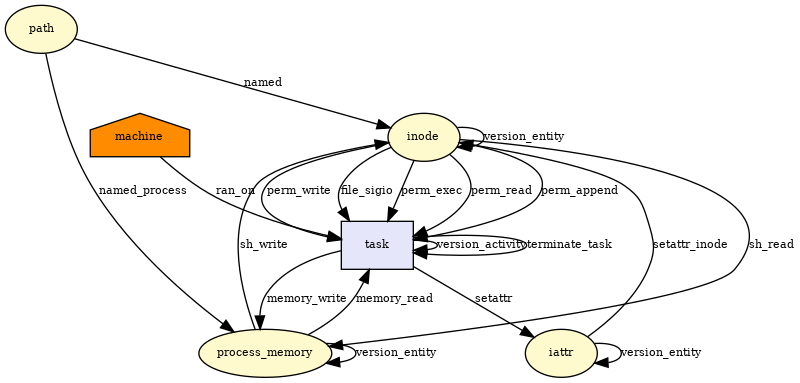 path
named
machine
inode
version_entity
named_process
ran_on
perm_write
file_sigio
perm_exec
perm_read
perm_append
sh_write
task
version_activity
terminate_task
setattr_inode
sh_read
memory_write
memory_read
setattr
process_memory
version_entity
iattr
version_entity